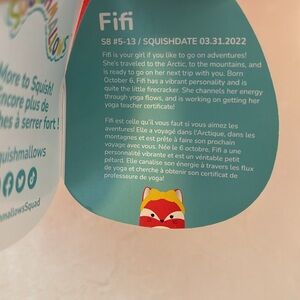 mallows
More to Squish!
encore plus de
hes à serrer fort !
quishmallows
mallowsSquad
Fifi
S8 #5-13 / SQUISHDATE 03.31.2022
Fifi is your girl if you like to go on adventures!
She's traveled to the Arctic, to the mountains, and
is ready to go on her next trip with you. Born
October 6, Fifi has a vibrant personality and is
quite the little firecracker. She channels her energy
through yoga flows, and is working on getting her
yoga teacher certificate!
Fifi est celle qu'il vous faut si vous aimez les
aventures! Elle a voyagé dans l'Arctique, dans les
montagnes et est prête à faire son prochain
voyage avec vous. Née le 6 octobre, Fifi a une
personnalité vibrante et est un véritable petit
pétard. Elle canalise son énergie à travers les flux
de yoga et cherche à obtenir son certificat de
professeure de yoga!